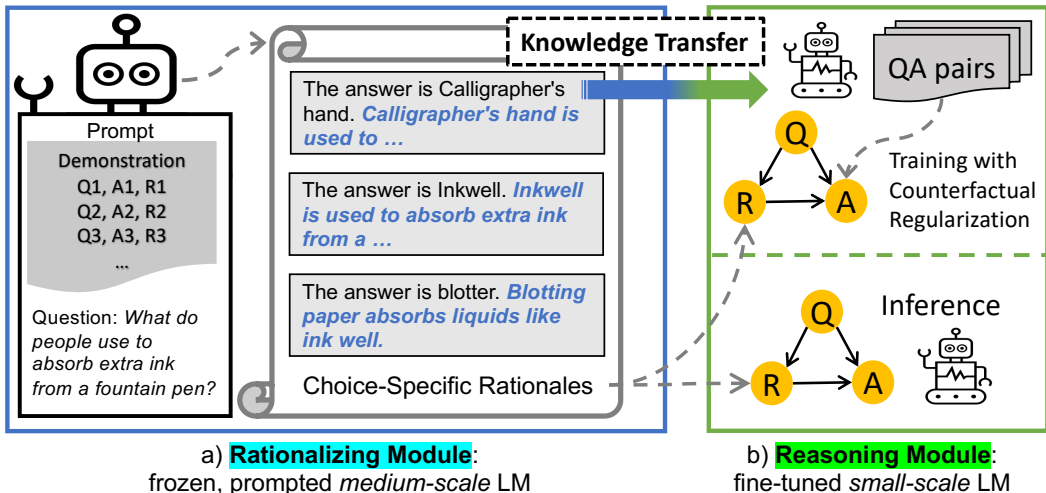 Prompt
Demonstration
Q1, A1, R1
Q2, A2, R2
Q3, A3, R3
...
Question: What do
people use to
absorb extra ink
from a fountain pen?
Knowledge Transfer
The answer is Calligrapher's
hand. Calligrapher's hand is
used to ...
The answer is Inkwell. Inkwell
is used to absorb extra ink
from a ...
The answer is blotter. Blotting
paper absorbs liquids like
ink well.
Choice-Specific Rationales
QA pairs
Q
R
A
Training with
Counterfactual
Regularization
Inference
Q
R
A
a) Rationalizing Module:
frozen, prompted medium-scale LM
b) Reasoning Module:
fine-tuned small-scale LM